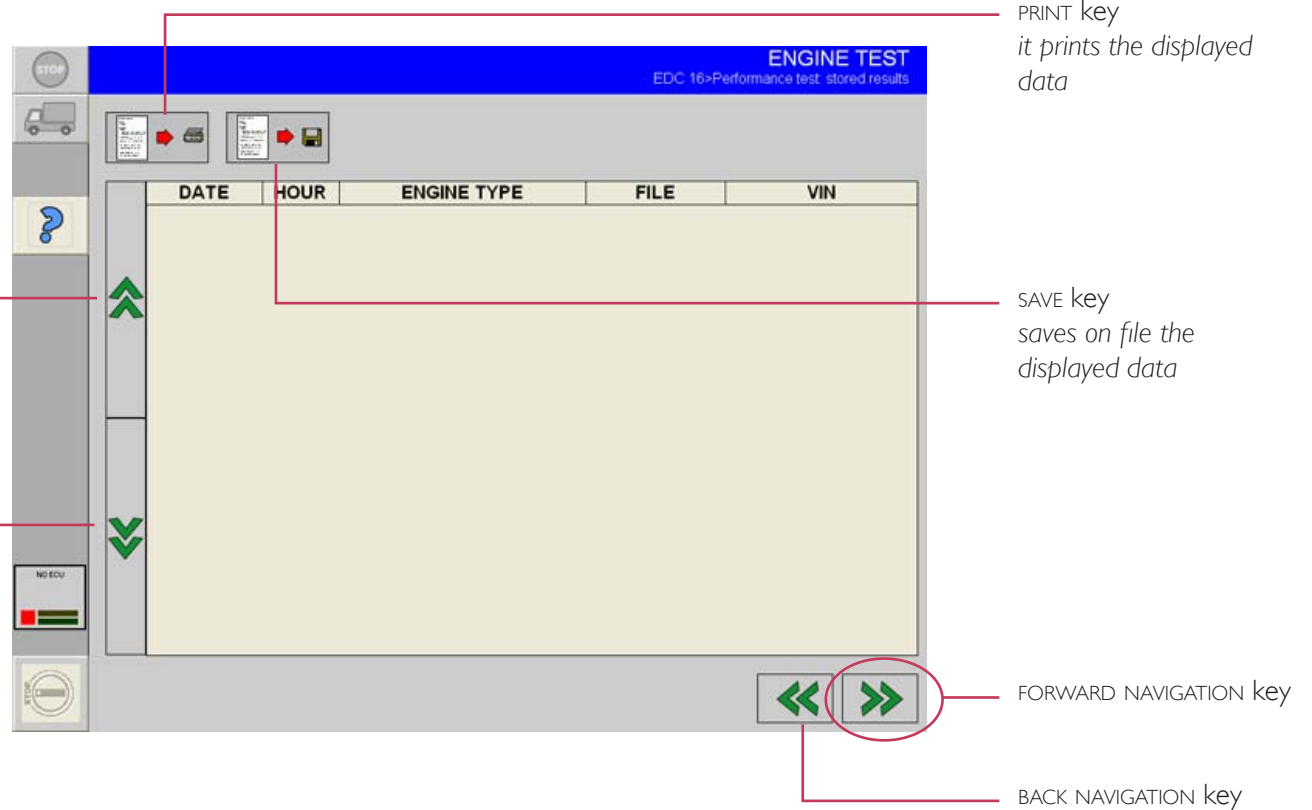 PRINT key
it prints the displayed
data
STOP
ENGINE TEST
EDC 16>Performance test: stored results
DATE HOUR ENGINE TYPE FILE VIN
SAVE key
saves on file the
displayed data
NO ECU
STOP
FORWARD NAVIGATION key
BACK NAVIGATION key